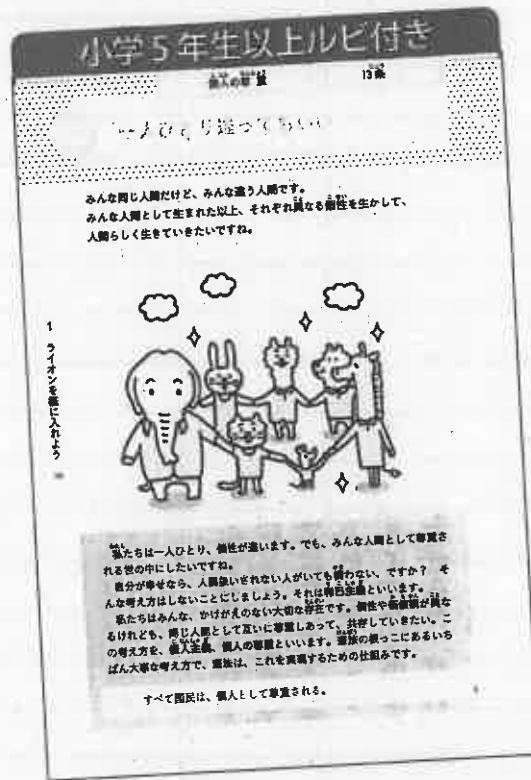 小学5年生以上ルビ付き
個人の尊重 13条
一人ひとり違ってもいい
みんな同じ人間だけど、みんな違う人間です。
みんな人間として生まれた以上、それぞれ異なる個性を生かして、
人間らしく生きていきたいですね。
1 ライオンを檻に入れよう
私たちは一人ひとり、個性が違います。でも、みんな人間として尊重さ
れる世の中にしたいですね。
自分が幸せなら、人間扱いされない人がいても構わない、ですか？ そ
んな考え方はしないことにしましょう。それは利己主義といいます。
私たちはみんな、かけがえのない大切な存在です。個性や価値観が異な
るけれども、同じ人間として互いに尊重しあって、共存していきたい。こ
の考え方を、個人主義、個人の尊重といいます。憲法の根っこにあるいち
ばん大事な考え方で、憲法は、これを実現するための仕組みです。
すべて国民は、個人として尊重される。